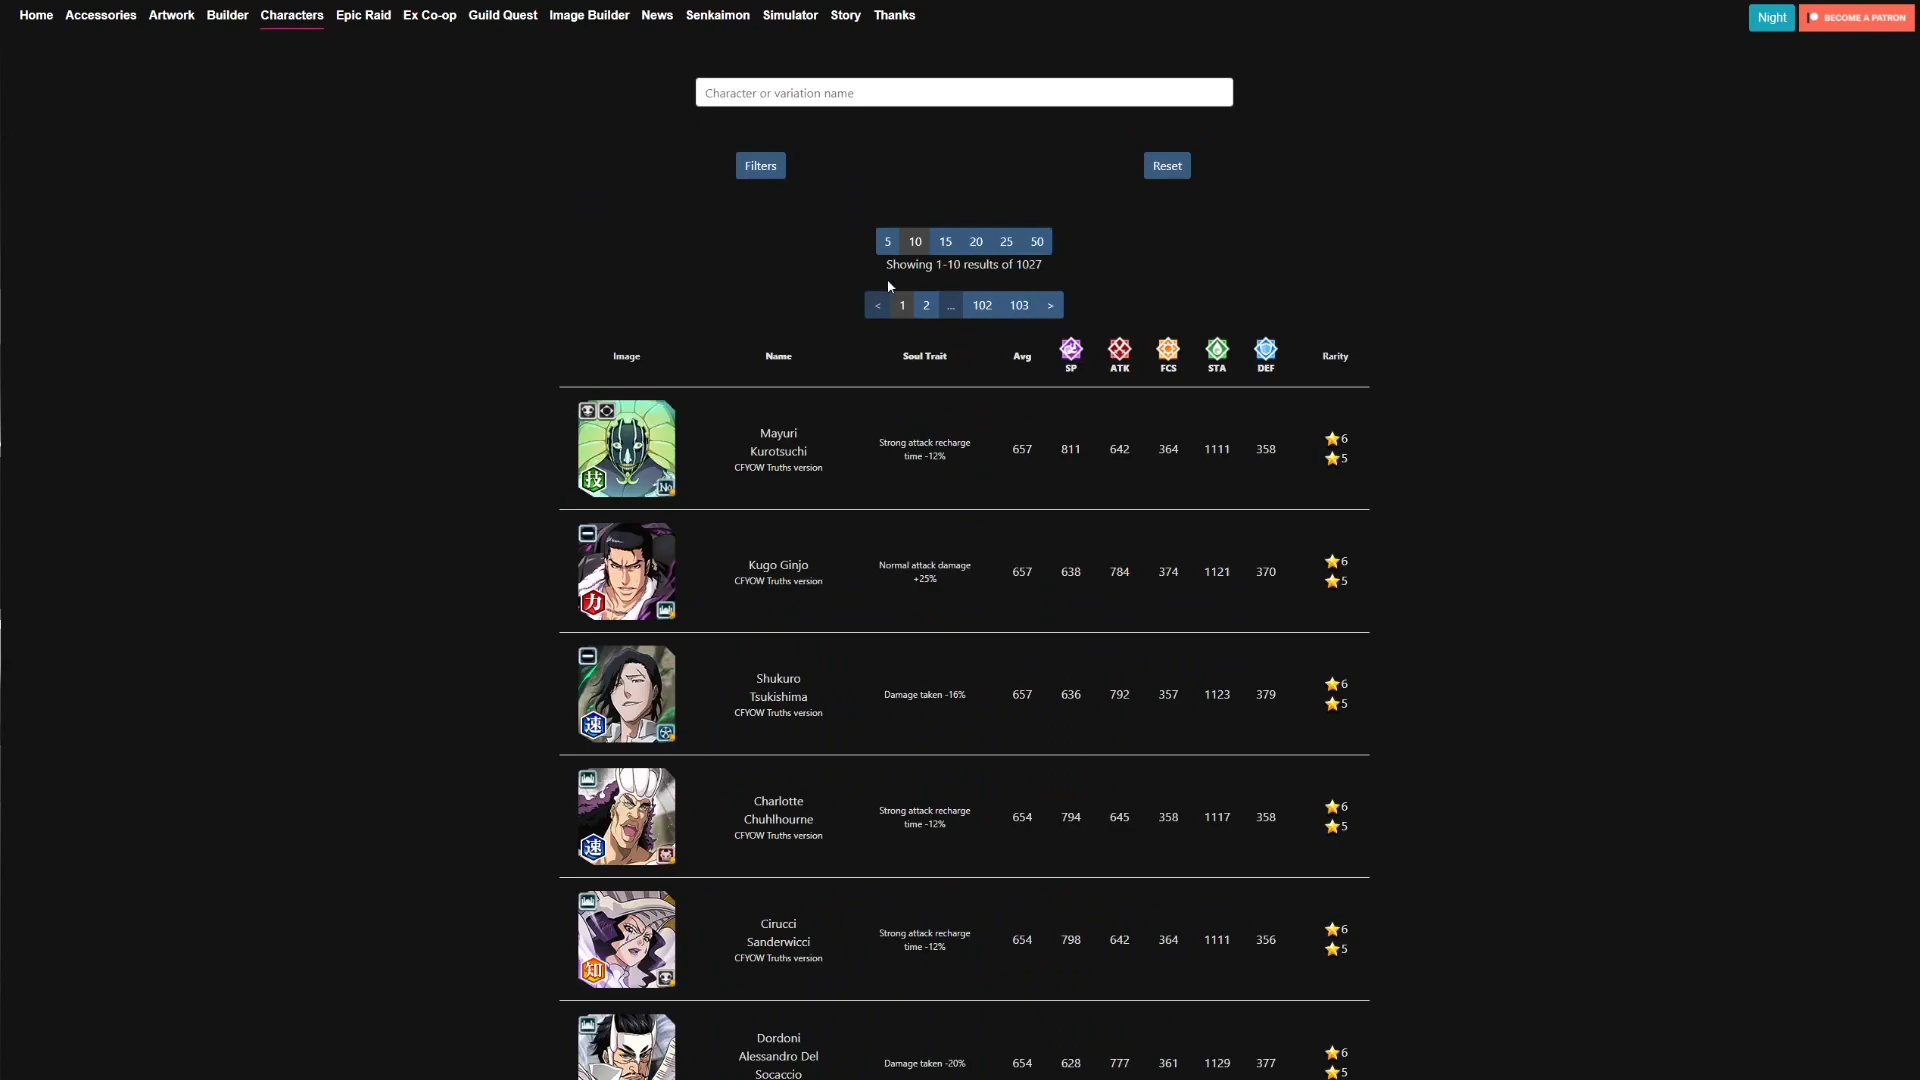 Home Accessories Artwork Builder Characters Epic Raid Ex Co-op Guild Quest Image Builder News Senkaimon Simulator Story Thanks
Night BECOME A PATRON
Character or variation name
Filters Reset
5 10 15 20 25 50
Showing 1-10 results of 1027
< 1 2 ... 102 103 >
Image Name Soul Trait Avg SP ATK FCS STA DEF Rarity
Mayuri
Kurotsuchi
CFYOW Truths version
Strong attack recharge
time -12%
657 811 642 364 1111 358
6
5
技
No
Kugo Ginjo
CFYOW Truths version
Normal attack damage
+25%
657 638 784 374 1121 370
6
5
力
Shukuro
Tsukishima
CFYOW Truths version
Damage taken -16%
657 636 792 357 1123 379
6
5
速
Charlotte
Chuhlhourne
CFYOW Truths version
Strong attack recharge
time -12%
654 794 645 358 1117 358
6
5
速
Cirucci
Sanderwicci
CFYOW Truths version
Strong attack recharge
time -12%
654 798 642 364 1111 356
6
5
知
Dordoni
Alessandro Del
Socaccio
Damage taken -20%
654 628 777 361 1129 377
6
5